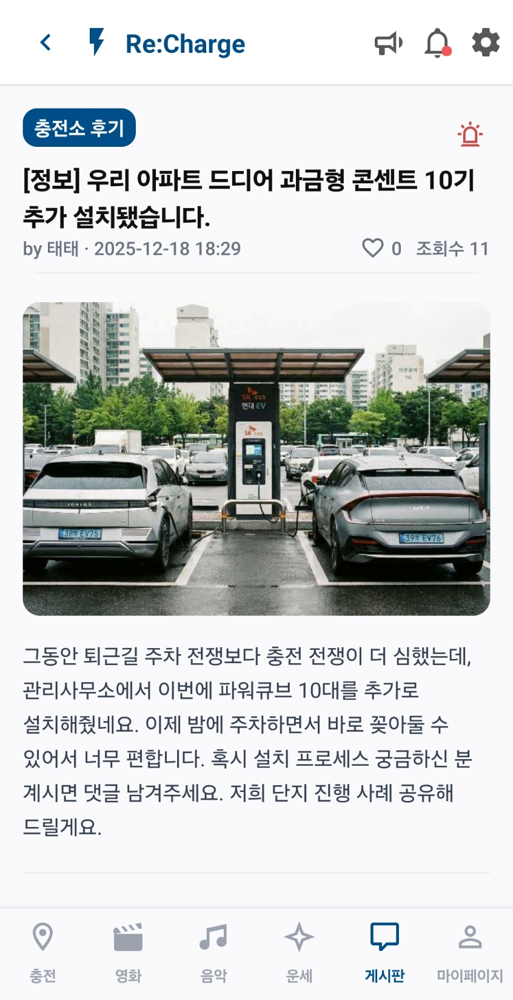 Re:Charge
충전소 후기
[정보] 우리 아파트 드디어 과금형 콘센트 10기
추가 설치됐습니다.
by 태태 · 2025-12-18 18:29
0 조회수 11
SK E&S
현대 EV
SK E&S
IONIQ5
KIA
38우 EV75
39우 EV76
그동안 퇴근길 주차 전쟁보다 충전 전쟁이 더 심했는데,
관리사무소에서 이번에 파워큐브 10대를 추가로
설치해줬네요. 이제 밤에 주차하면서 바로 꽂아둘 수
있어서 너무 편합니다. 혹시 설치 프로세스 궁금하신 분
계시면 댓글 남겨주세요. 저희 단지 진행 사례 공유해
드릴게요.
충전 영화 음악 운세 게시판 마이페이지